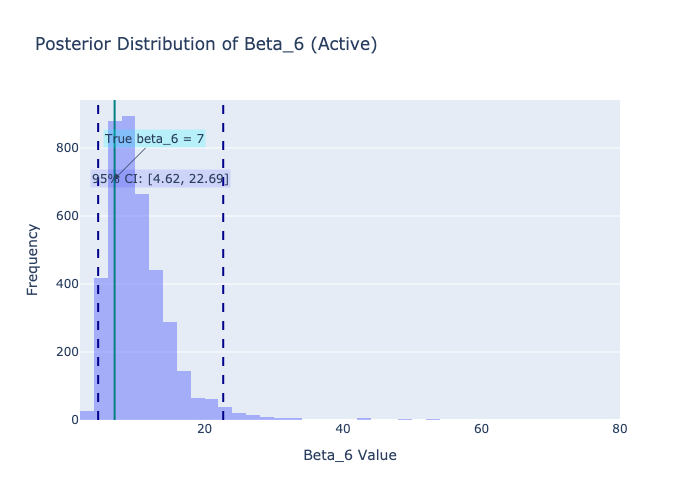 Posterior Distribution of Beta_6 (Active)
True beta_6 = 7
95% CI: [4.62, 22.69]
Frequency
800
600
400
200
0
20
40
60
80
Beta_6 Value